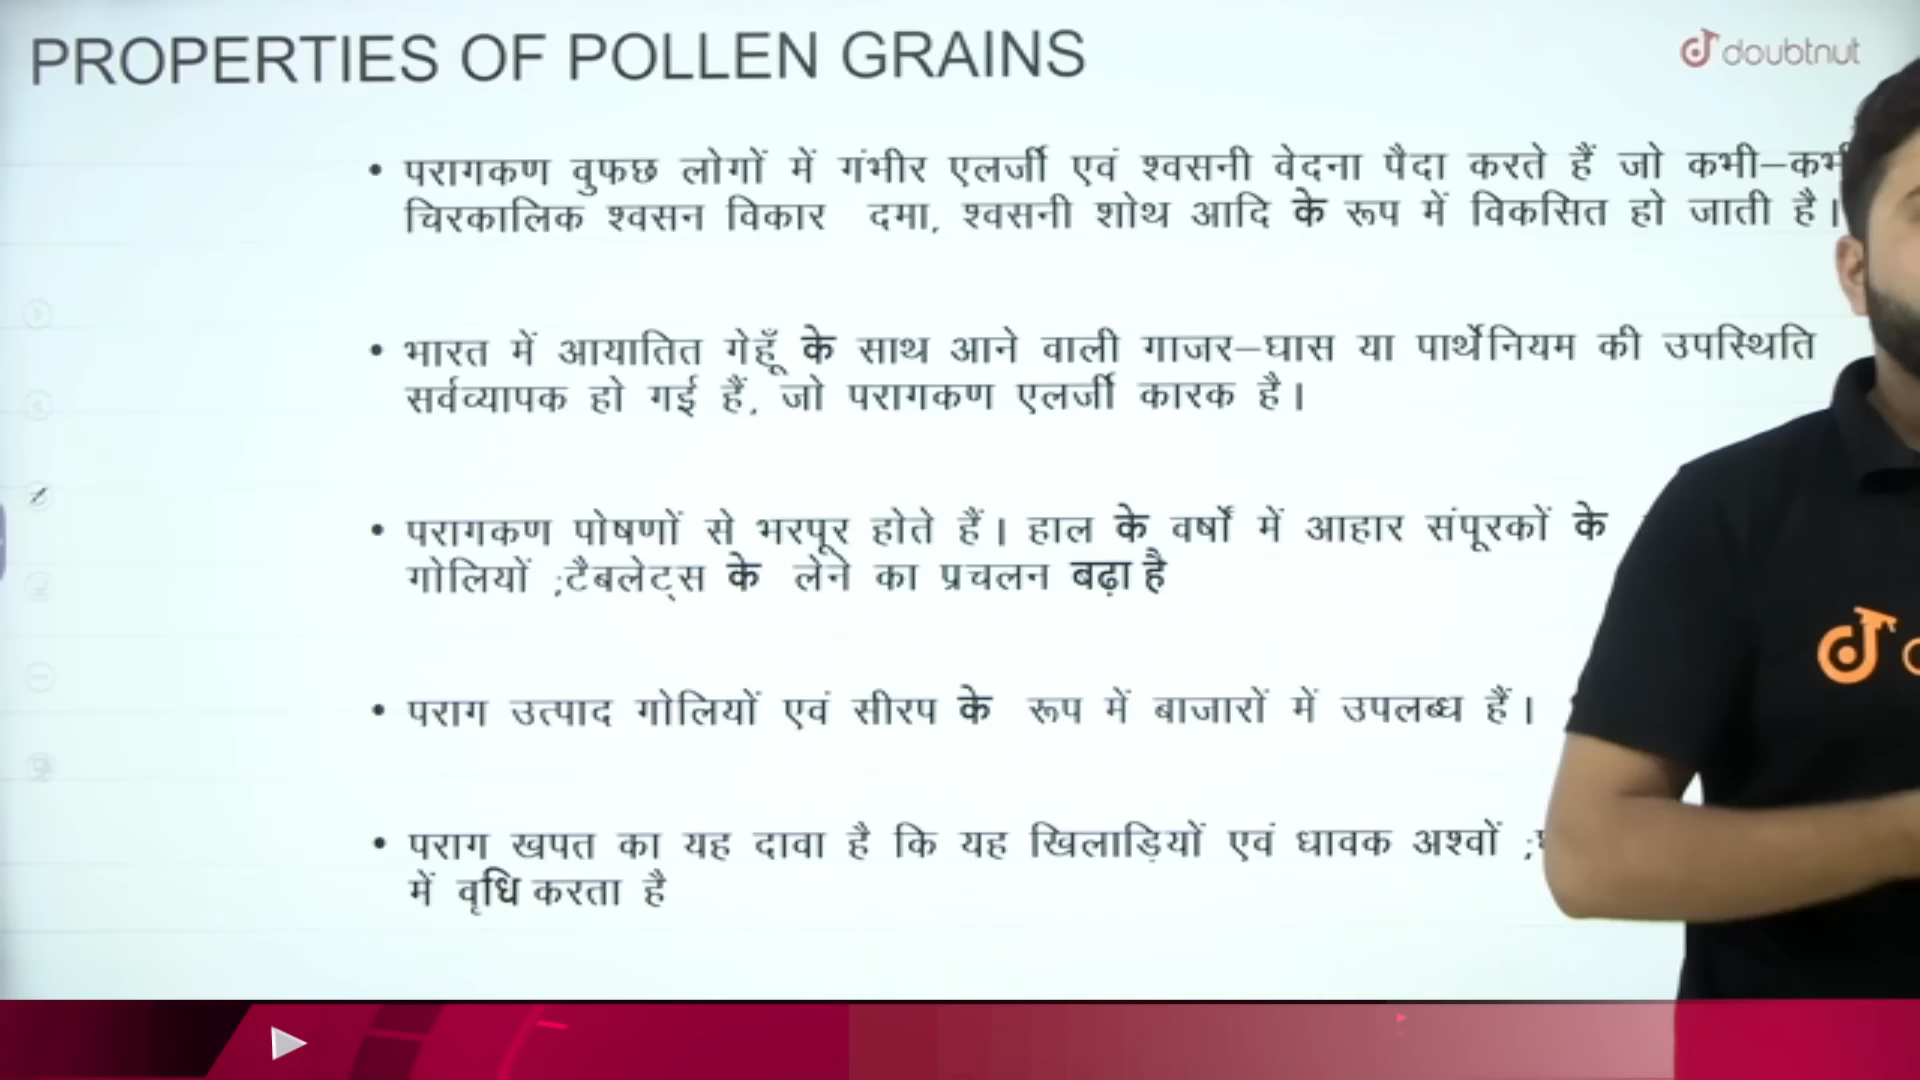 PROPERTIES OF POLLEN GRAINS
doubtnut
• परागकण वुफछ लोगों में गंभीर एलर्जी एवं श्वसनी वेदना पैदा करते हैं जो कभी–कभी
चिरकालिक श्वसन विकार दमा, श्वसनी शोथ आदि के रूप में विकसित हो जाती है।
• भारत में आयातित गेहूँ के साथ आने वाली गाजर–घास या पार्थेनियम की उपस्थिति
सर्वव्यापक हो गई हैं, जो परागकण एलर्जी कारक है।
• परागकण पोषणों से भरपूर होते हैं। हाल के वर्षों में आहार संपूरकों के
गोलियों ;टैबलेट्स के लेने का प्रचलन बढ़ा है
• पराग उत्पाद गोलियों एवं सीरप के रूप में बाजारों में उपलब्ध हैं।
• पराग खपत का यह दावा है कि यह खिलाड़ियों एवं धावक अश्वों
में वृधि करता है